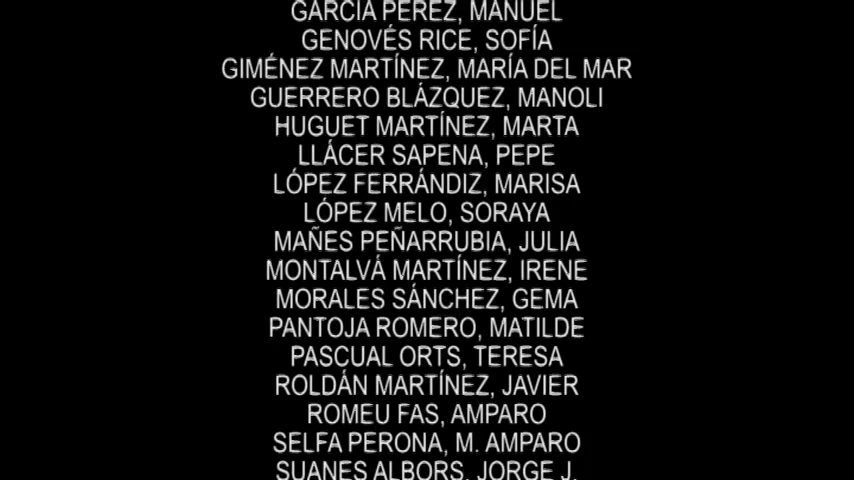 GARCÍA PÉREZ, MANUEL
GENOVÉS RICE, SOFÍA
GIMÉNEZ MARTÍNEZ, MARÍA DEL MAR
GUERRERO BLÁZQUEZ, MANOLI
HUGUET MARTÍNEZ, MARTA
LLÁCER SAPENA, PEPE
LÓPEZ FERRÁNDIZ, MARISA
LÓPEZ MELO, SORAYA
MAÑES PEÑARRUBIA, JULIA
MONTALVÁ MARTÍNEZ, IRENE
MORALES SÁNCHEZ, GEMA
PANTOJA ROMERO, MATILDE
PASCUAL ORTS, TERESA
ROLDÁN MARTÍNEZ, JAVIER
ROMEU FAS, AMPARO
SELFA PERONA, M. AMPARO
SUANES ALBORS, JORGE J.